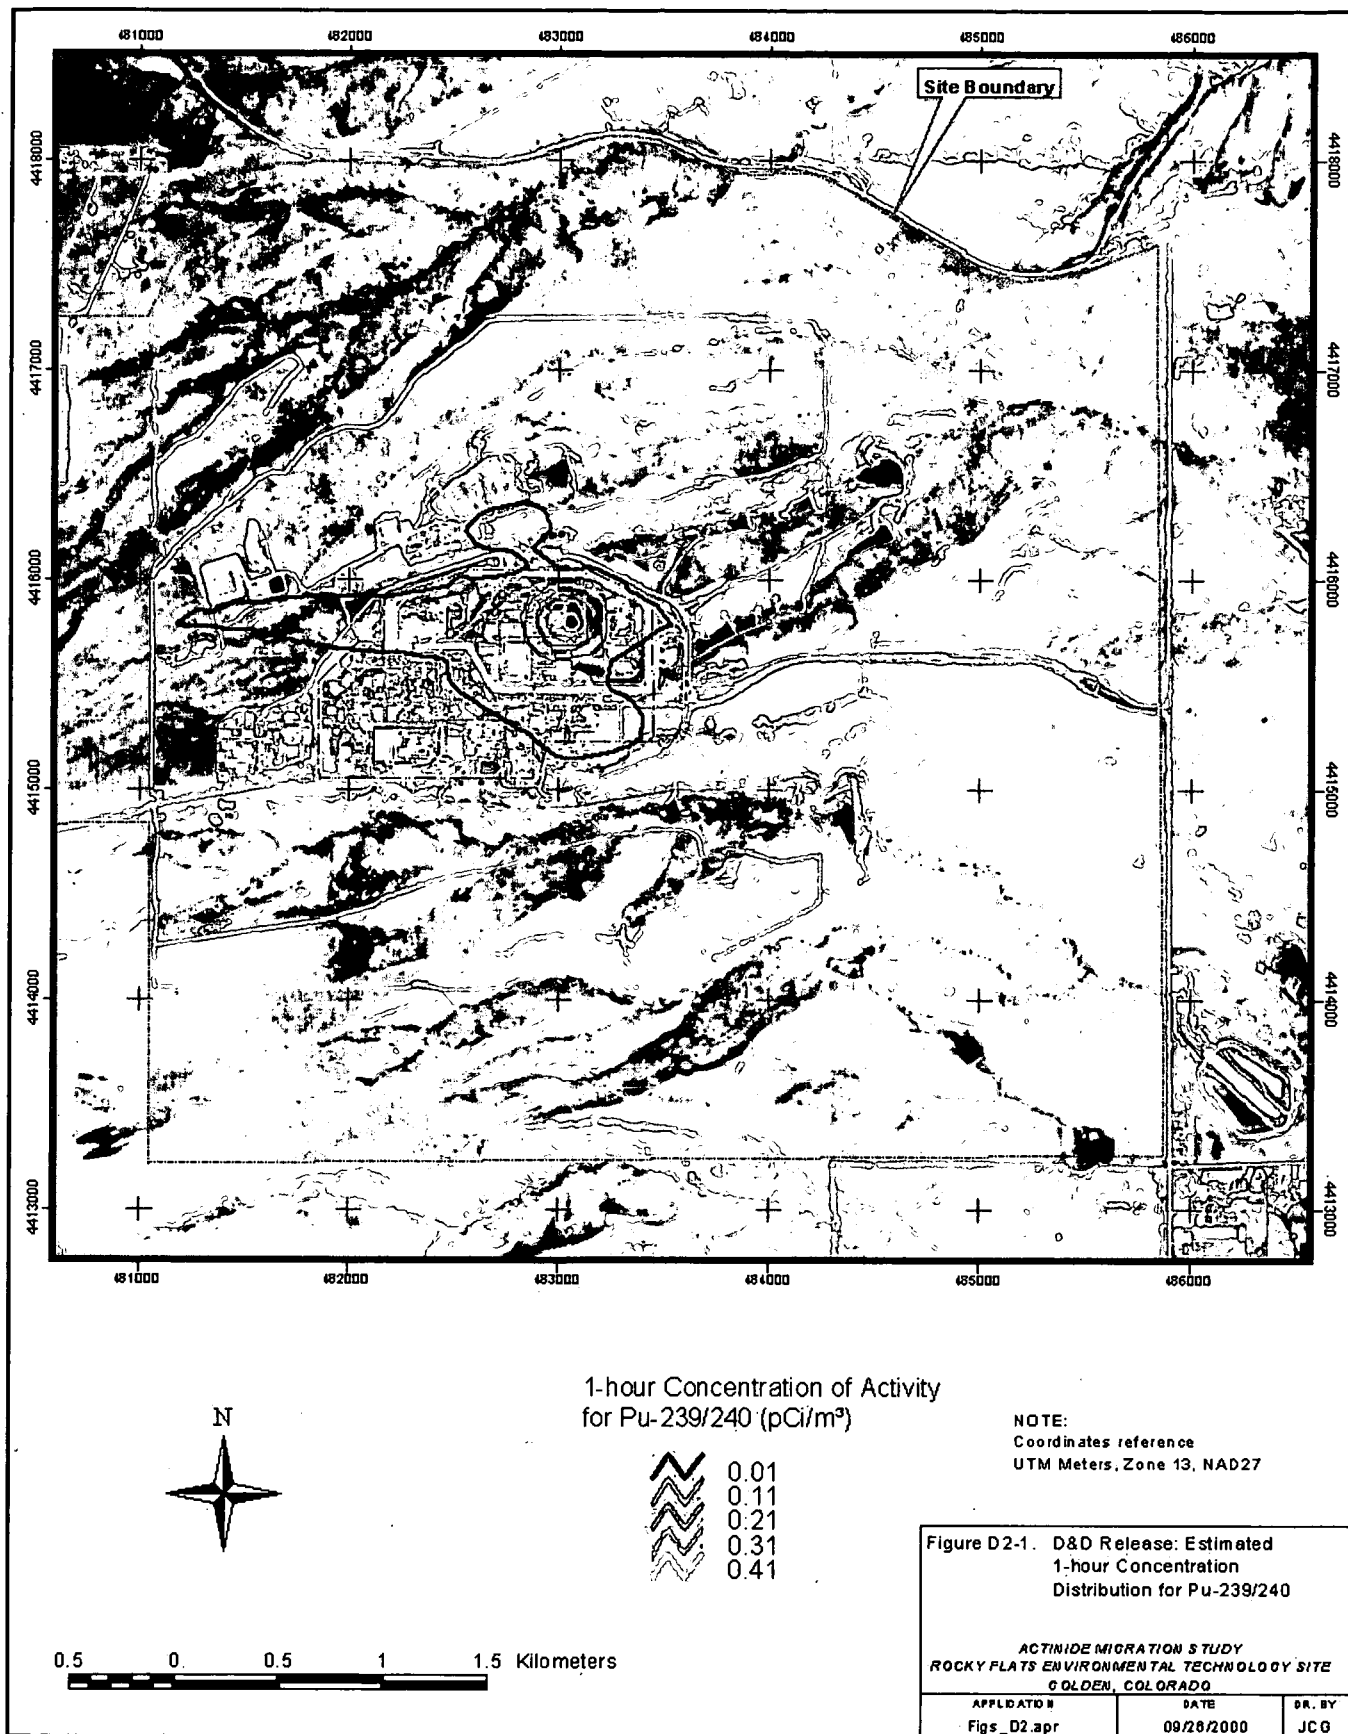 481000 482000 483000 484000 485000 486000
Site Boundary
4418000 4418000
4417000 4417000
4416000 4416000
4415000 4415000
4414000 4414000
4413000 4413000
481000 482000 483000 484000 485000 486000
1-hour Concentration of Activity
for Pu-239/240 (pCi/m³)
0.01
0.11
0.21
0.31
0.41
N
NOTE:
Coordinates reference
UTM Meters, Zone 13, NAD27
0.5 0 0.5 1 1.5 Kilometers
Figure D2-1. D&D Release: Estimated
1-hour Concentration
Distribution for Pu-239/240
ACTINIDE MIGRATION STUDY
ROCKY FLATS ENVIRONMENTAL TECHNOLOGY SITE
GOLDEN, COLORADO
APPLICATION DATE DR. BY
Figs_D2.apr 09/28/2000 JCG